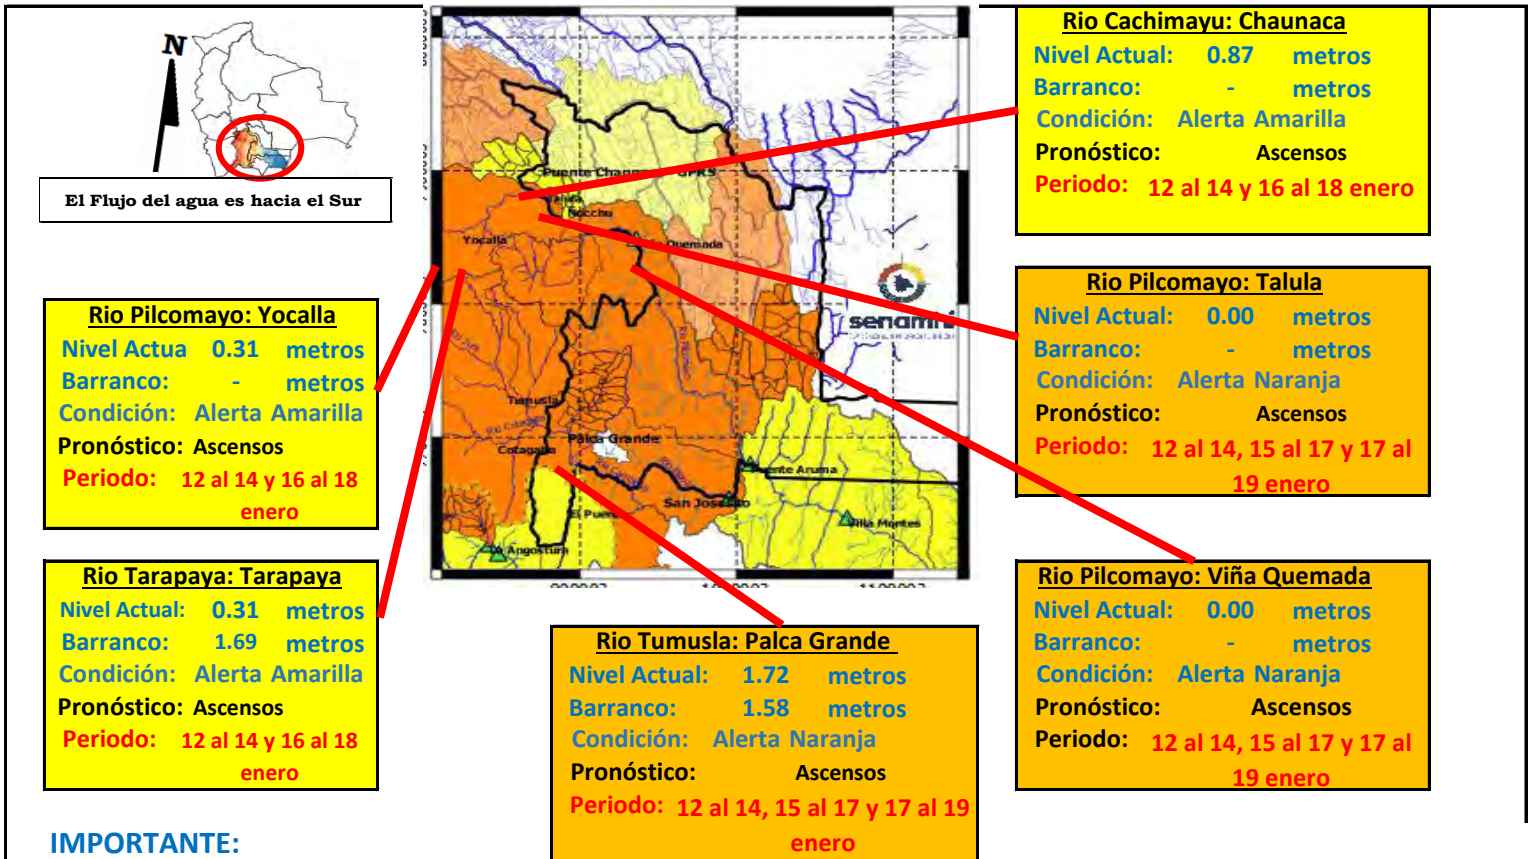 N
El Flujo del agua es hacia el Sur
Rio Pilcomayo: Yocalla
Nivel Actua 0.31 metros
Barranco: - metros
Condición: Alerta Amarilla
Pronóstico: Ascensos
Periodo: 12 al 14 y 16 al 18
enero
Rio Tarapaya: Tarapaya
Nivel Actual: 0.31 metros
Barranco: 1.69 metros
Condición: Alerta Amarilla
Pronóstico: Ascensos
Periodo: 12 al 14 y 16 al 18
enero
IMPORTANTE:
Puente
Yocalla
Quemada
senamhi
Tumusla
Palca Grande
Cotagaita
Puente Aruma
San Josecito
El Puente
Villa Montes
Angostura
Rio Tumusla: Palca Grande
Nivel Actual: 1.72 metros
Barranco: 1.58 metros
Condición: Alerta Naranja
Pronóstico: Ascensos
Periodo: 12 al 14, 15 al 17 y 17 al 19
enero
Rio Cachimayu: Chaunaca
Nivel Actual: 0.87 metros
Barranco: - metros
Condición: Alerta Amarilla
Pronóstico: Ascensos
Periodo: 12 al 14 y 16 al 18 enero
Rio Pilcomayo: Talula
Nivel Actual: 0.00 metros
Barranco: - metros
Condición: Alerta Naranja
Pronóstico: Ascensos
Periodo: 12 al 14, 15 al 17 y 17 al
19 enero
Rio Pilcomayo: Viña Quemada
Nivel Actual: 0.00 metros
Barranco: - metros
Condición: Alerta Naranja
Pronóstico: Ascensos
Periodo: 12 al 14, 15 al 17 y 17 al
19 enero